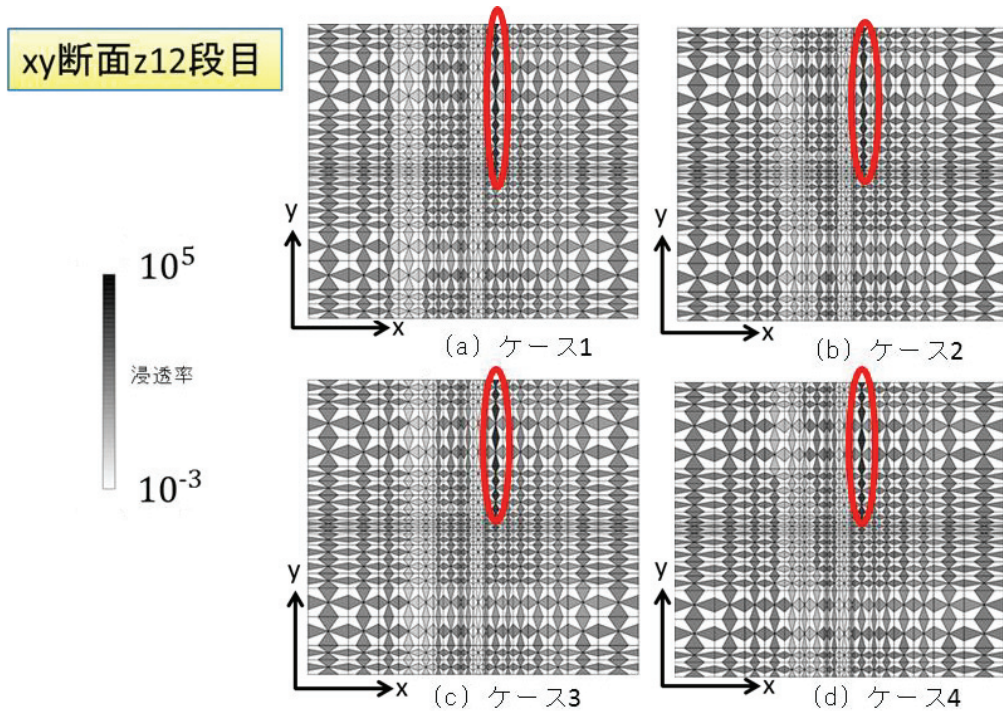 xy断面z12段目
10^5
浸透率
10^-3
y
x
(a) ケース1
y
x
(b) ケース2
y
x
(c) ケース3
y
x
(d) ケース4